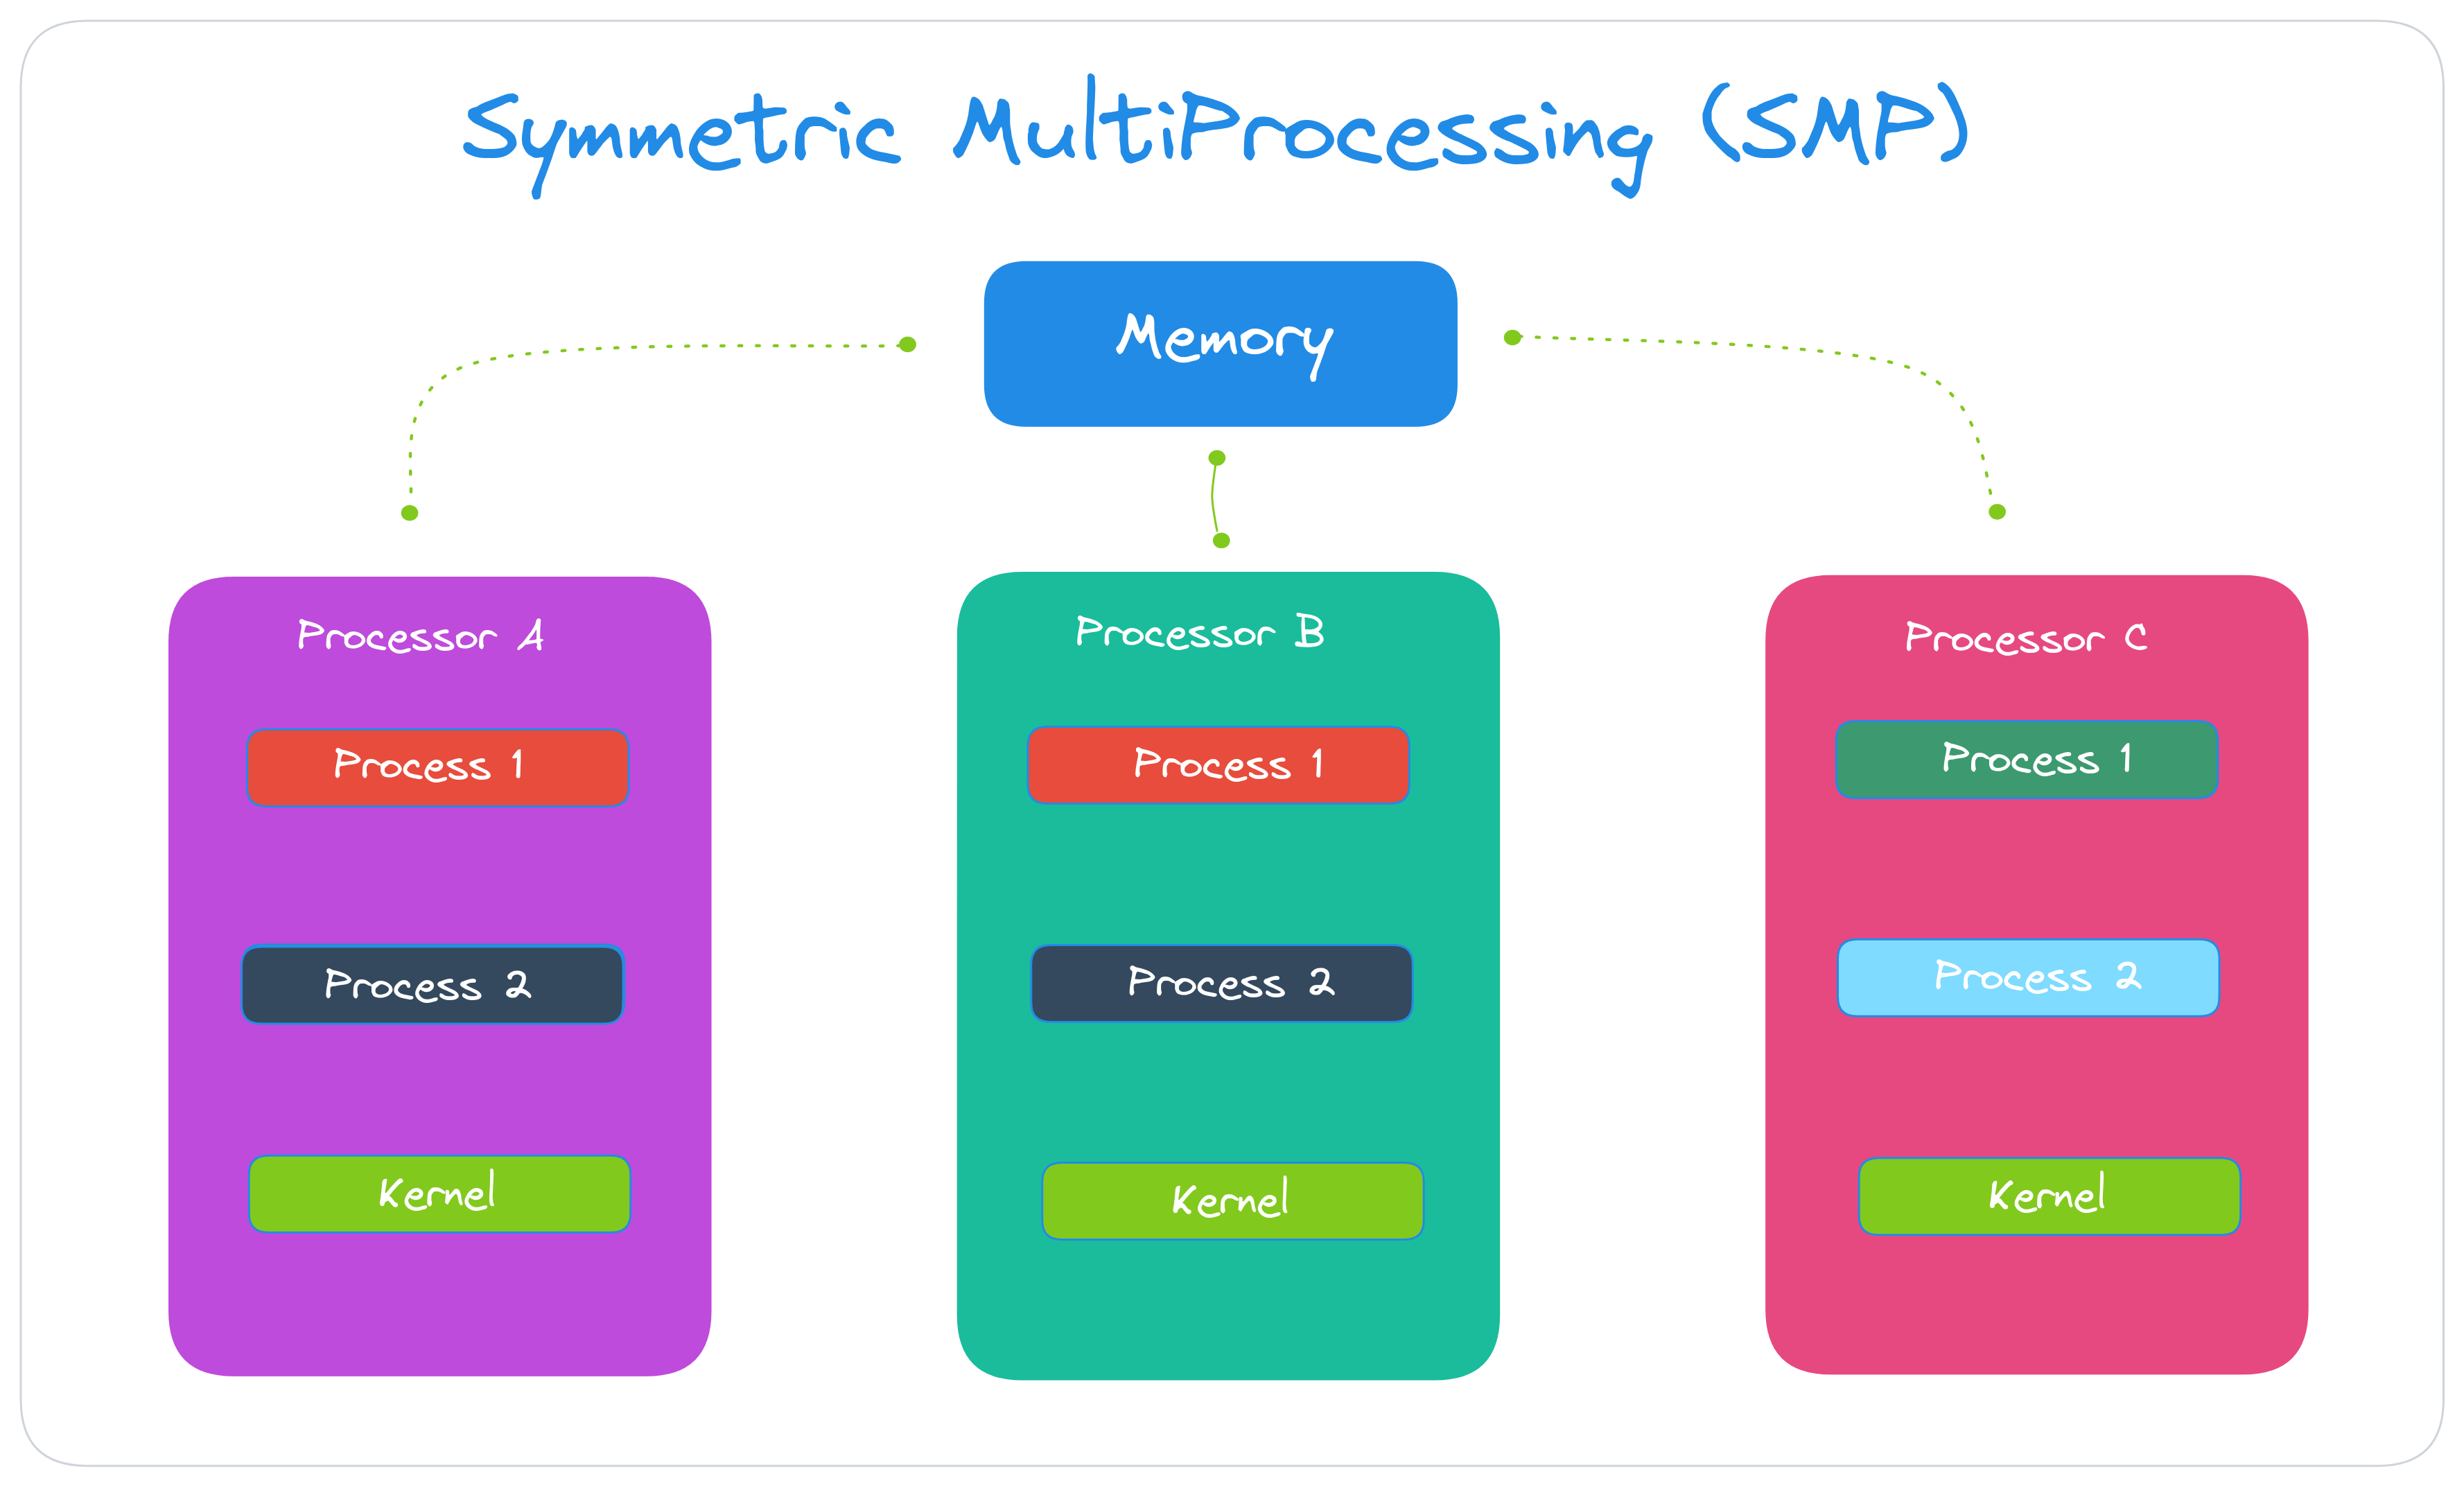 Symmetric MultiProcessing (SMP)
Memory
Processor A
Process 1
Process 2
Kernel
Processor B
Process 1
Process 2
Kernel
Processor C
Process 1
Process 2
Kernel